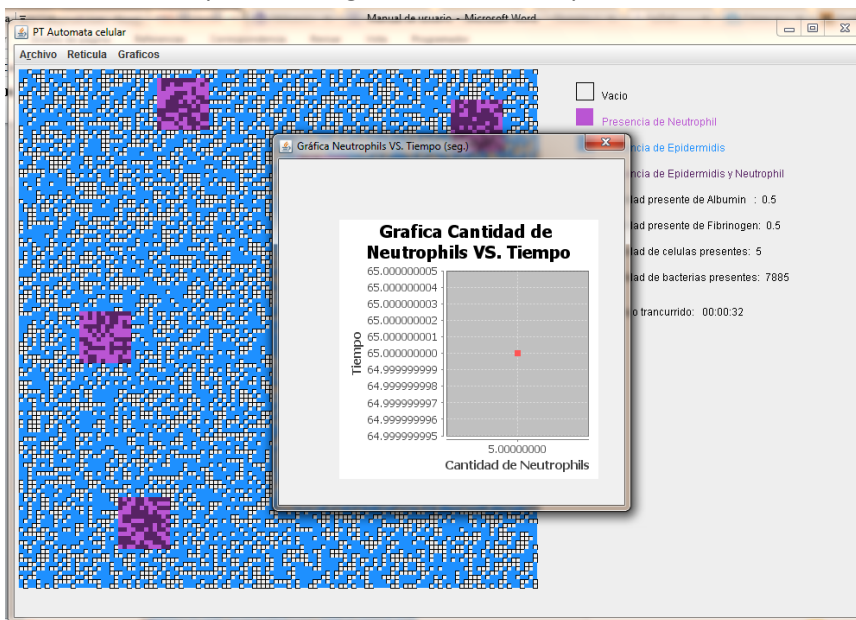 Manual de usuario - Microsoft Word
PT Automata celular
Archivo Reticula Graficos
Vacio
Presencia de Neutrophil
ncia de Epidermidis
ncia de Epidermidis y Neutrophil
dad presente de Albumin : 0.5
dad presente de Fibrinogen: 0.5
dad de celulas presentes: 5
dad de bacterias presentes: 7885
o trancurrido: 00:00:32
Gráfica Neutrophils VS. Tiempo (seg.)
Grafica Cantidad de
Neutrophils VS. Tiempo
65.000000005
65.000000004
65.000000003
65.000000002
65.000000001
65.000000000
64.999999999
64.999999998
64.999999997
64.999999996
64.999999995
Tiempo
5.00000000
Cantidad de Neutrophils